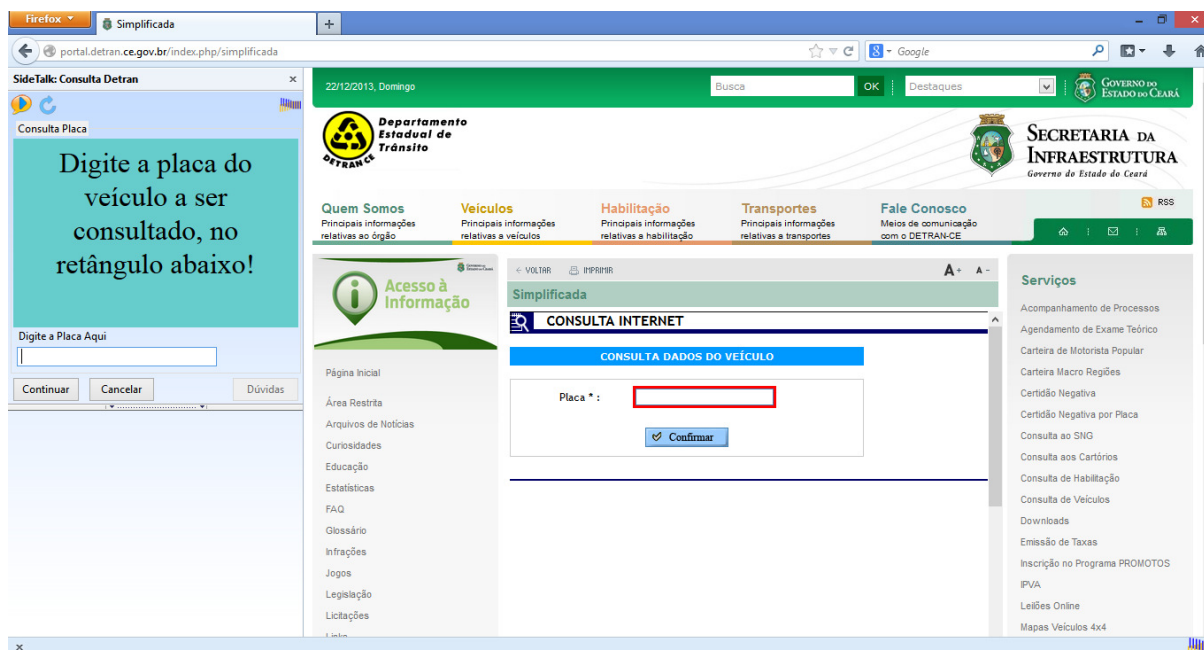 Firefox
Simplificada
+
portal.detran.ce.gov.br/index.php/simplificada
Google
SideTalk: Consulta Detran
Consulta Placa
Digite a placa do
veículo a ser
consultado, no
retângulo abaixo!
Digite a Placa Aqui
Continuar
Cancelar
Dúvidas
22/12/2013, Domingo
Busca
OK
Destaques
GOVERNO DO
ESTADO DO CEARÁ
Departamento
Estadual de
Trânsito
DETRAN CE
SECRETARIA DA
INFRAESTRUTURA
Governo do Estado do Ceará
RSS
Quem Somos
Principais informações
relativas ao órgão
Veículos
Principais informações
relativas a veículos
Habilitação
Principais informações
relativas a habilitação
Transportes
Principais informações
relativas a transportes
Fale Conosco
Meios de comunicação
com o DETRAN-CE
Acesso à
Informação
Página Inicial
Área Restrita
Arquivos de Notícias
Curiosidades
Educação
Estatísticas
FAQ
Glossário
Infrações
Jogos
Legislação
Licitações
VOLTAR
IMPRIMIR
A+
A-
Simplificada
CONSULTA INTERNET
CONSULTA DADOS DO VEÍCULO
Placa * :
Confirmar
Serviços
Acompanhamento de Processos
Agendamento de Exame Teórico
Carteira de Motorista Popular
Carteira Macro Regiões
Certidão Negativa
Certidão Negativa por Placa
Consulta ao SNG
Consulta aos Cartórios
Consulta de Habilitação
Consulta de Veículos
Downloads
Emissão de Taxas
Inscrição no Programa PROMOTOS
IPVA
Leilões Online
Mapas Veículos 4x4